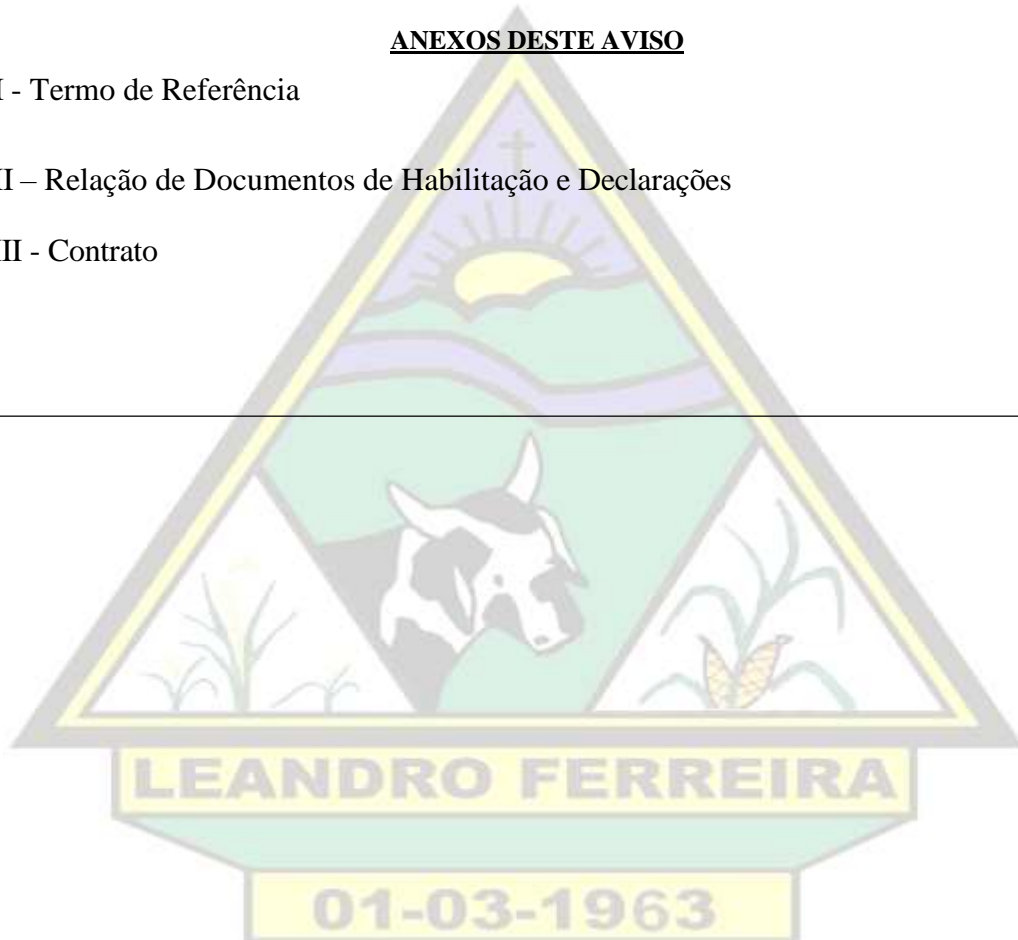 ANEXOS DESTE AVISO
I - Termo de Referência
II – Relação de Documentos de Habilitação e Declarações
III - Contrato
LEANDRO FERREIRA
01-03-1963